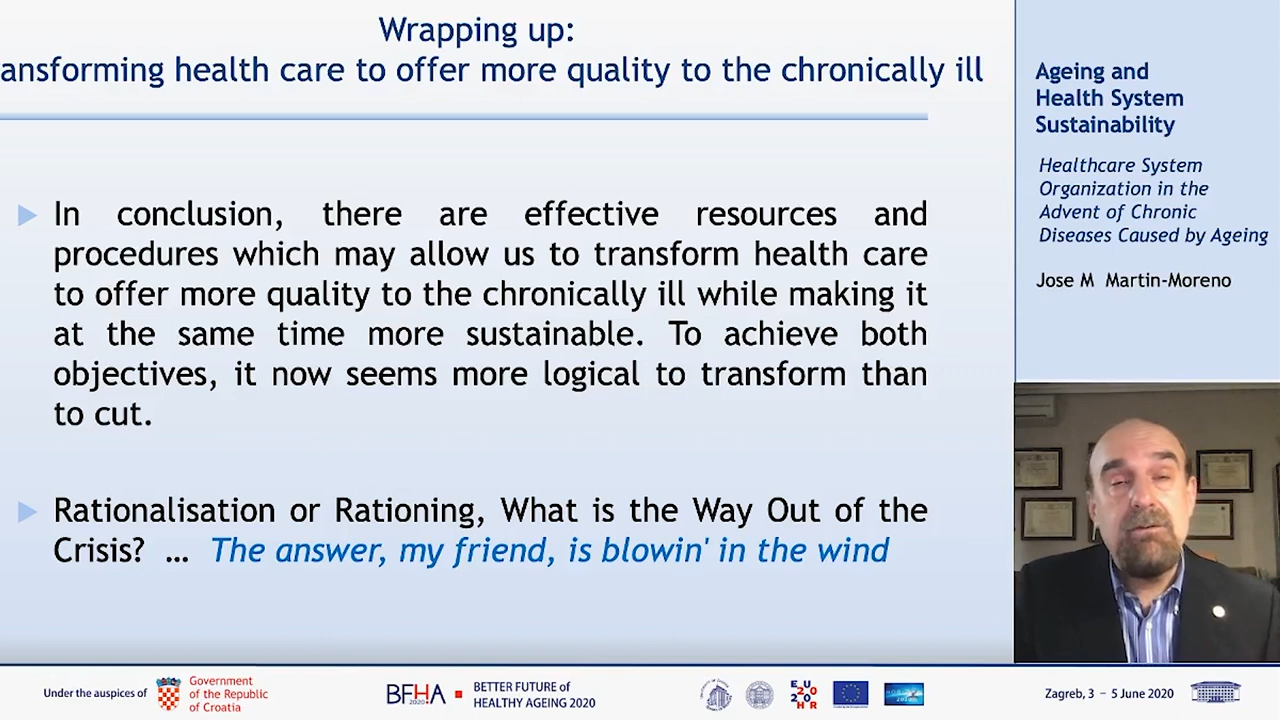 Wrapping up:
ansforming health care to offer more quality to the chronically ill
In conclusion, there are effective resources and
procedures which may allow us to transform health care
to offer more quality to the chronically ill while making it
at the same time more sustainable. To achieve both
objectives, it now seems more logical to transform than
to cut.
Rationalisation or Rationing, What is the Way Out of the
Crisis? ... The answer, my friend, is blowin' in the wind
Ageing and
Health System
Sustainability
Healthcare System
Organization in the
Advent of Chronic
Diseases Caused by Ageing
Jose M Martin-Moreno
Under the auspices of
Government
of the Republic
of Croatia
BFHA
2020
BETTER FUTURE of
HEALTHY AGEING 2020
EU
20
20
HR
Zagreb, 3 – 5 June 2020